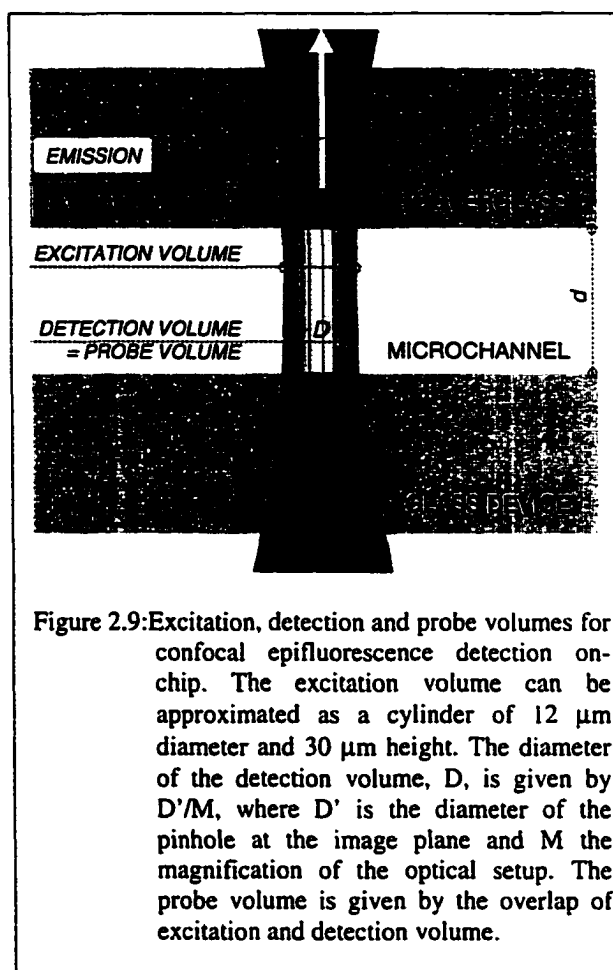 EMISSION
COVERGLASS
EXCITATION VOLUME
d
DETECTION VOLUME
= PROBE VOLUME
D
MICROCHANNEL
GLASS DEVICE
Figure 2.9:Excitation, detection and probe volumes for
confocal epifluorescence detection on-
chip. The excitation volume can be
approximated as a cylinder of 12 μm
diameter and 30 μm height. The diameter
of the detection volume, D, is given by
D'/M, where D' is the diameter of the
pinhole at the image plane and M the
magnification of the optical setup. The
probe volume is given by the overlap of
excitation and detection volume.